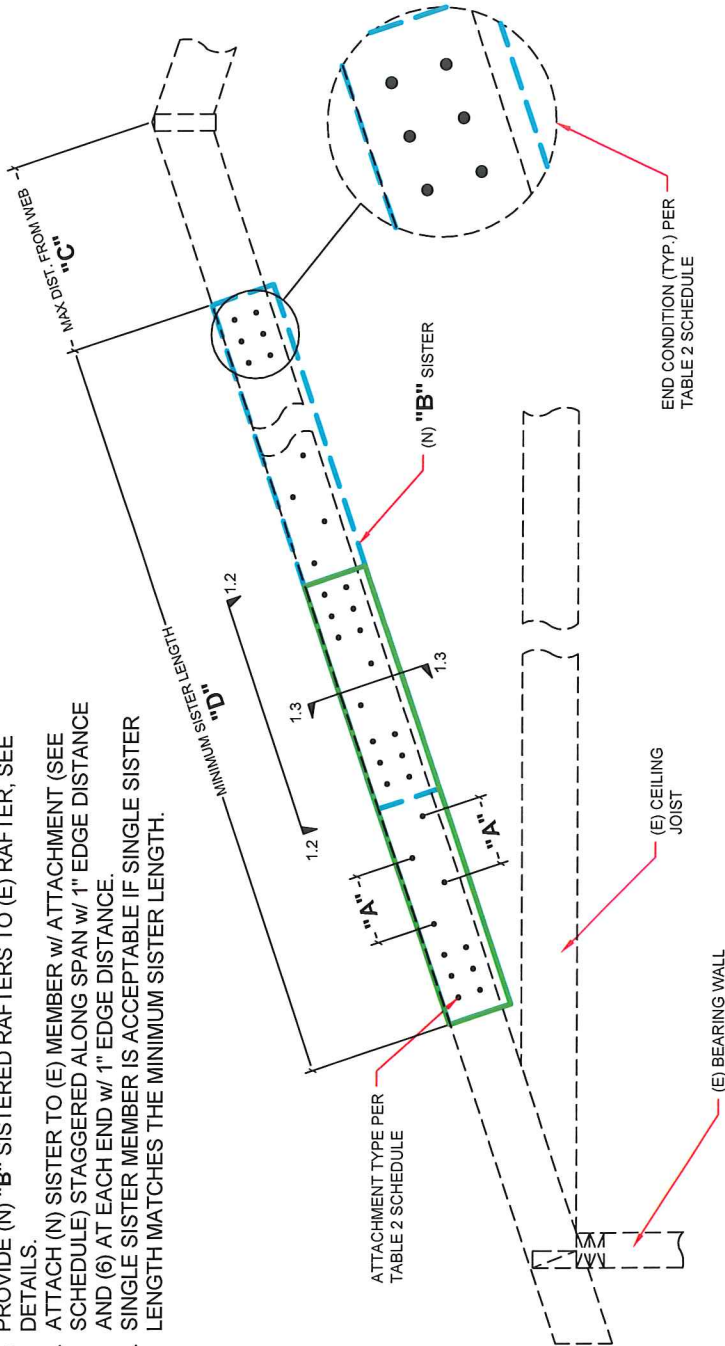 PROVIDE (N) "B" SISTERED RAFTERS TO (E) RAFTER, SEE
DETAILS.
ATTACH (N) SISTER TO (E) MEMBER w/ ATTACHMENT (SEE
SCHEDULE) STAGGERED ALONG SPAN w/ 1" EDGE DISTANCE
AND (6) AT EACH END w/ 1" EDGE DISTANCE.
SINGLE SISTER MEMBER IS ACCEPTABLE IF SINGLE SISTER
LENGTH MATCHES THE MINIMUM SISTER LENGTH.
MAX DIST. FROM WEB
"C"
MINIMUM SISTER LENGTH
"D"
1.2
1.2
1.3
1.3
"A"
"A"
(N) "B" SISTER
ATTACHMENT TYPE PER
TABLE 2 SCHEDULE
END CONDITION (TYP.) PER
TABLE 2 SCHEDULE
(E) CEILING
JOIST
(E) BEARING WALL